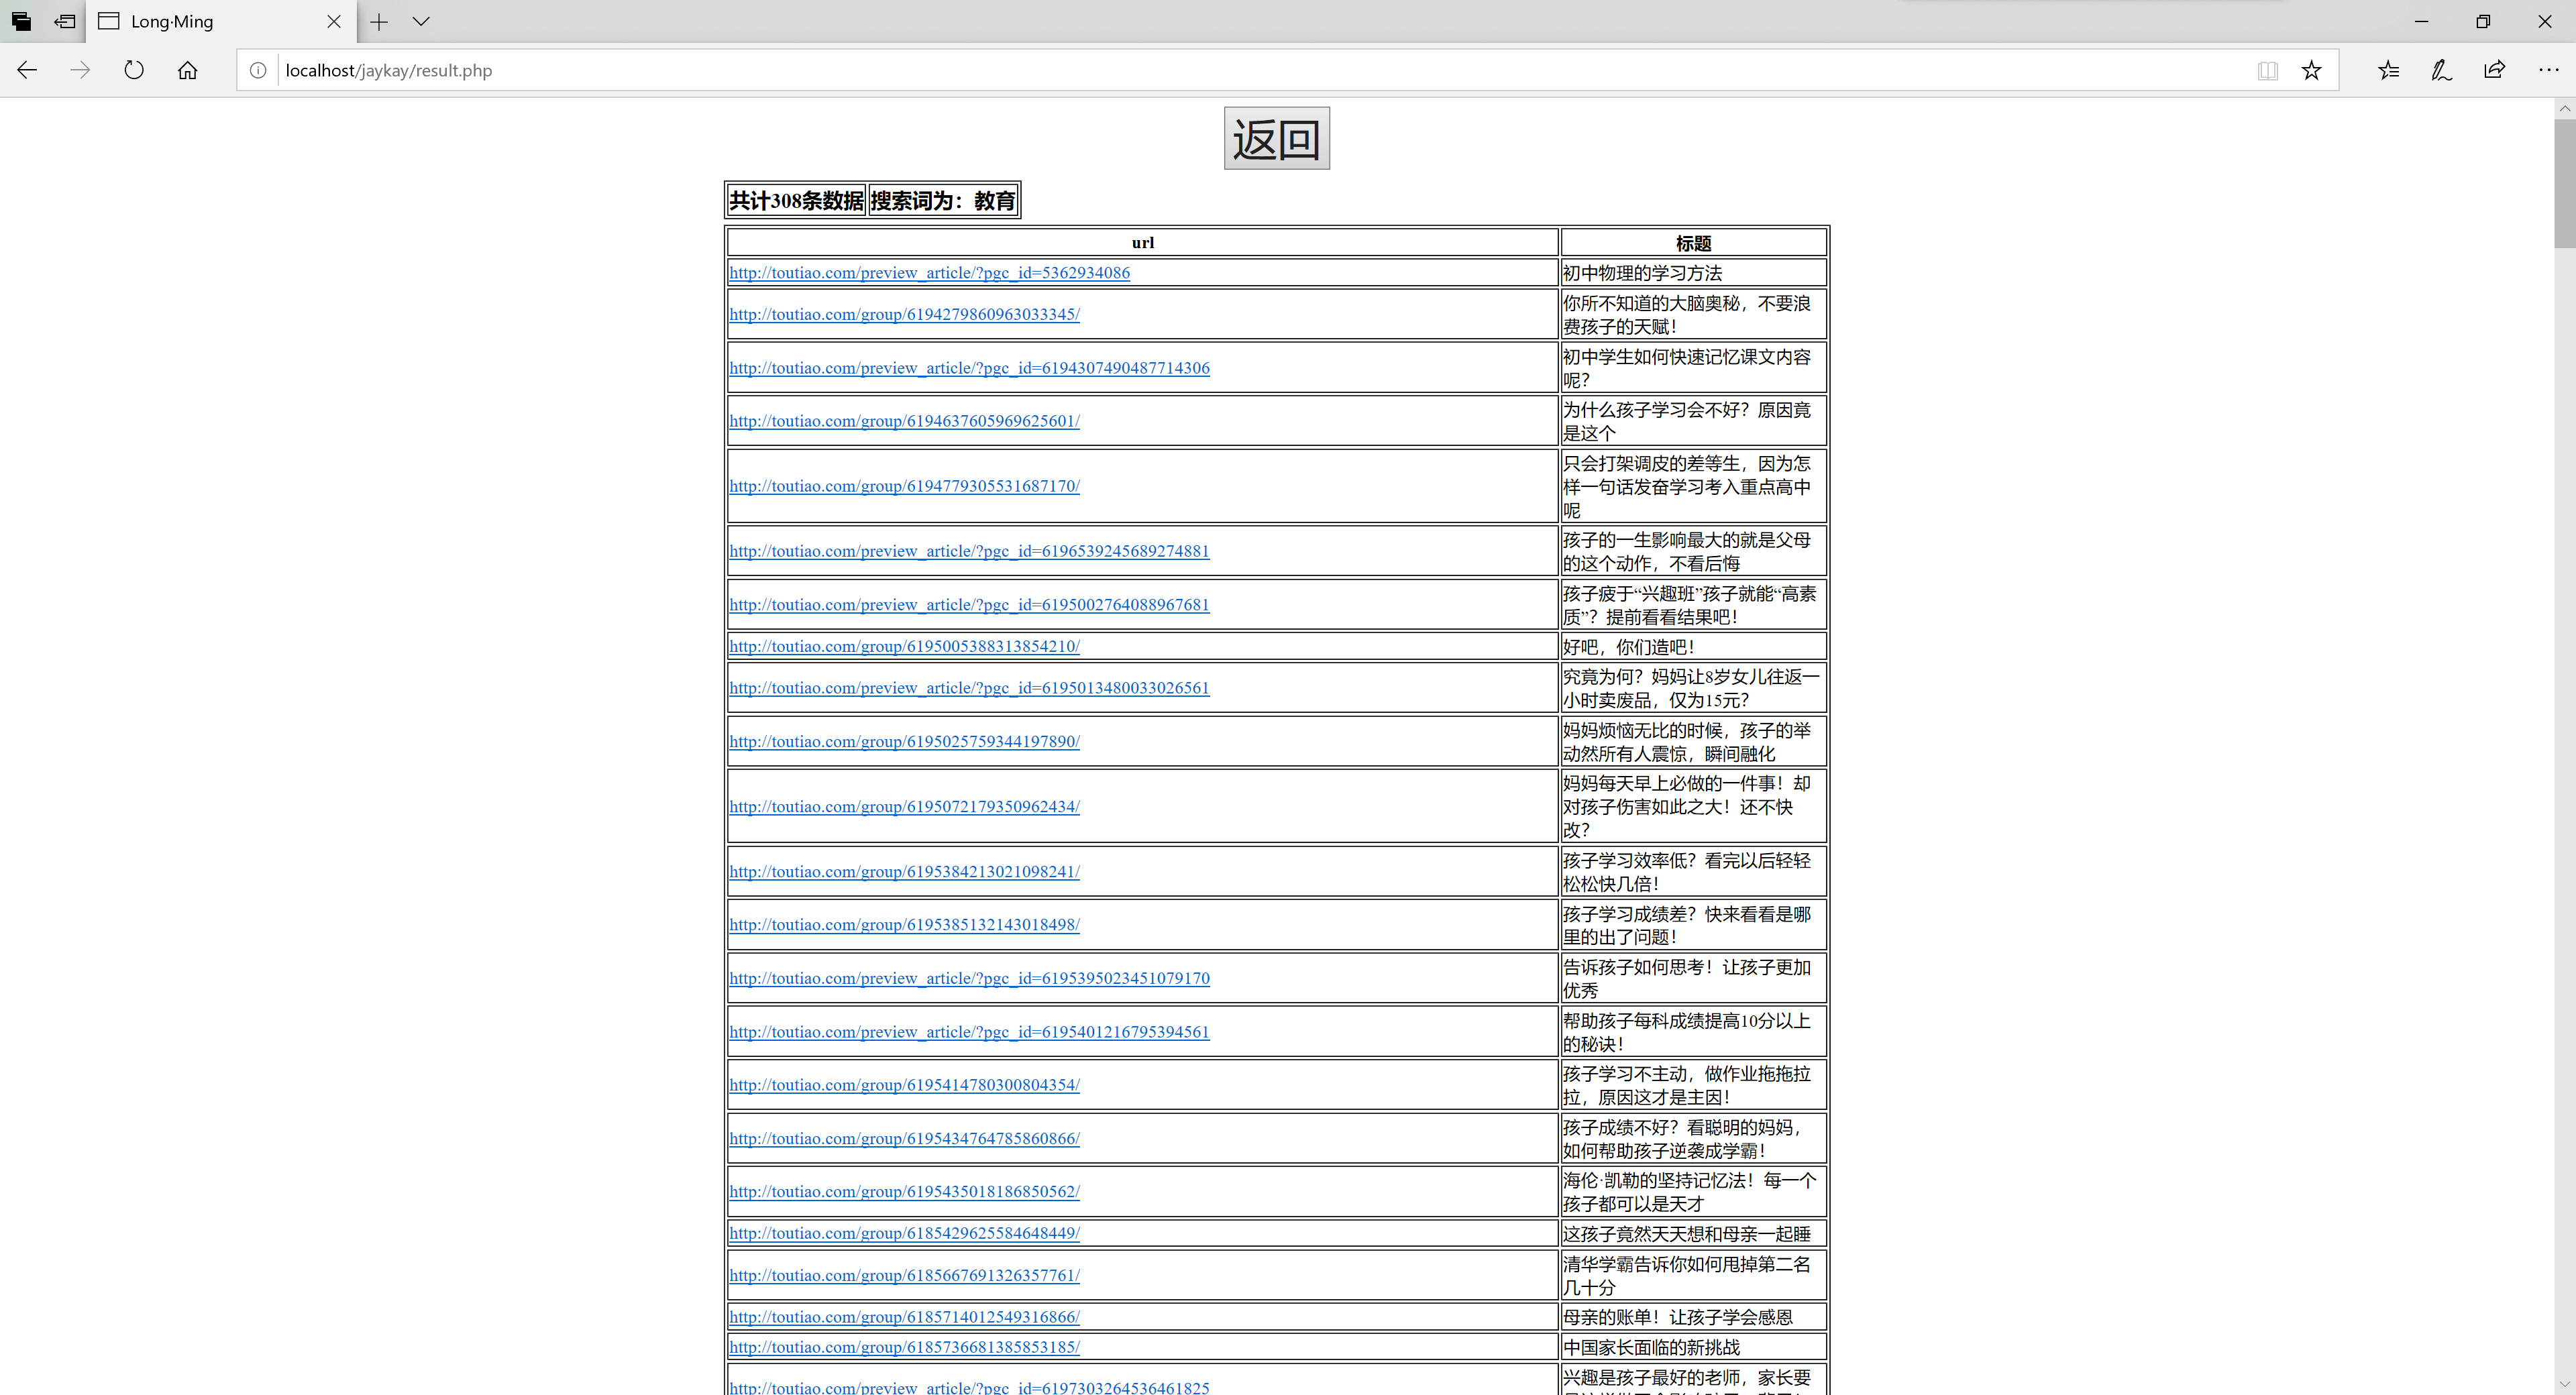 Long·Ming
localhost/jaykay/result.php
返回
共计308条数据 搜索词为：教育
url 标题
http://toutiao.com/preview_article/?pgc_id=5362934086 初中物理的学习方法
http://toutiao.com/group/6194279860963033345/ 你所不知道的大脑奥秘，不要浪
费孩子的天赋！
http://toutiao.com/preview_article/?pgc_id=6194307490487714306 初中学生如何快速记忆课文内容
呢？
http://toutiao.com/group/6194637605969625601/ 为什么孩子学习会不好？原因竟
是这个
http://toutiao.com/group/6194779305531687170/ 只会打架调皮的差等生，因为怎
样一句话发奋学习考入重点高中
呢
http://toutiao.com/preview_article/?pgc_id=6196539245689274881 孩子的一生影响最大的就是父母
的这个动作，不看后悔
http://toutiao.com/preview_article/?pgc_id=6195002764088967681 孩子疲于“兴趣班”孩子就能“高素
质”？提前看看结果吧！
http://toutiao.com/group/6195005388313854210/ 好吧，你们造吧！
http://toutiao.com/preview_article/?pgc_id=6195013480033026561 究竟为何？妈妈让8岁女儿往返一
小时卖废品，仅为15元？
http://toutiao.com/group/6195025759344197890/ 妈妈烦恼无比的时候，孩子的举
动然所有人震惊，瞬间融化
http://toutiao.com/group/6195072179350962434/ 妈妈每天早上必做的一件事！却
对孩子伤害如此之大！还不快
改？
http://toutiao.com/group/6195384213021098241/ 孩子学习效率低？看完以后轻轻
松松快几倍！
http://toutiao.com/group/6195385132143018498/ 孩子学习成绩差？快来看看是哪
里的出了问题！
http://toutiao.com/preview_article/?pgc_id=6195395023451079170 告诉孩子如何思考！让孩子更加
优秀
http://toutiao.com/preview_article/?pgc_id=6195401216795394561 帮助孩子每科成绩提高10分以上
的秘诀！
http://toutiao.com/group/6195414780300804354/ 孩子学习不主动，做作业拖拖拉
拉，原因这才是主因！
http://toutiao.com/group/6195434764785860866/ 孩子成绩不好？看聪明的妈妈，
如何帮助孩子逆袭成学霸！
http://toutiao.com/group/6195435018186850562/ 海伦·凯勒的坚持记忆法！每一个
孩子都可以是天才
http://toutiao.com/group/6185429625584648449/ 这孩子竟然天天想和母亲一起睡
http://toutiao.com/group/6185667691326357761/ 清华学霸告诉你如何甩掉第二名
几十分
http://toutiao.com/group/6185714012549316866/ 母亲的账单！让孩子学会感恩
http://toutiao.com/group/6185736681385853185/ 中国家长面临的新挑战
http://toutiao.com/preview_article/?pgc_id=6197303264536461825 兴趣是孩子最好的老师，家长要